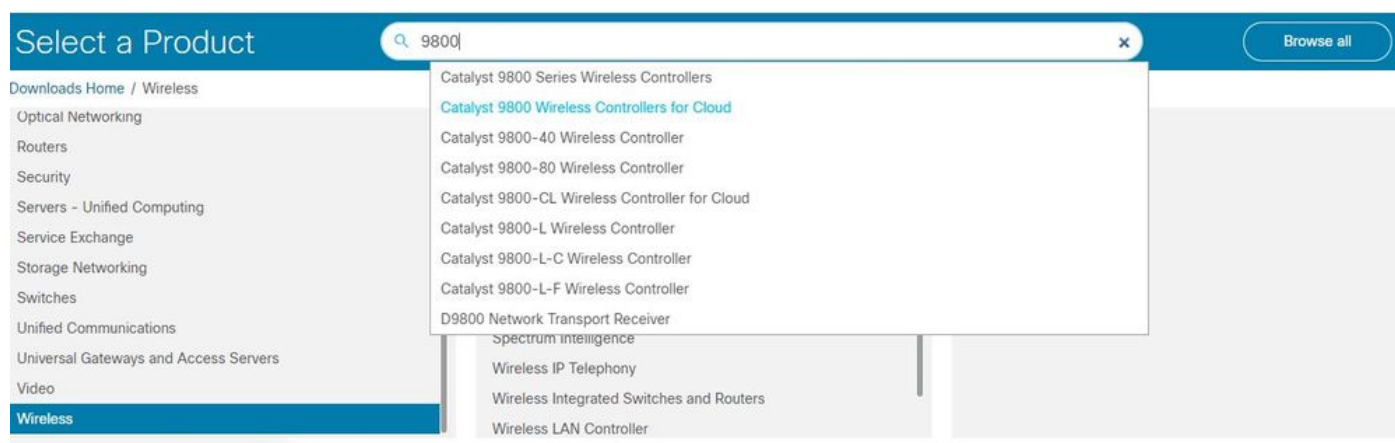 Select a Product
9800
Browse all
Downloads Home / Wireless
Optical Networking
Routers
Security
Servers - Unified Computing
Service Exchange
Storage Networking
Switches
Unified Communications
Universal Gateways and Access Servers
Video
Wireless
Catalyst 9800 Series Wireless Controllers
Catalyst 9800 Wireless Controllers for Cloud
Catalyst 9800-40 Wireless Controller
Catalyst 9800-80 Wireless Controller
Catalyst 9800-CL Wireless Controller for Cloud
Catalyst 9800-L Wireless Controller
Catalyst 9800-L-C Wireless Controller
Catalyst 9800-L-F Wireless Controller
D9800 Network Transport Receiver
Spectrum Intelligence
Wireless IP Telephony
Wireless Integrated Switches and Routers
Wireless LAN Controller